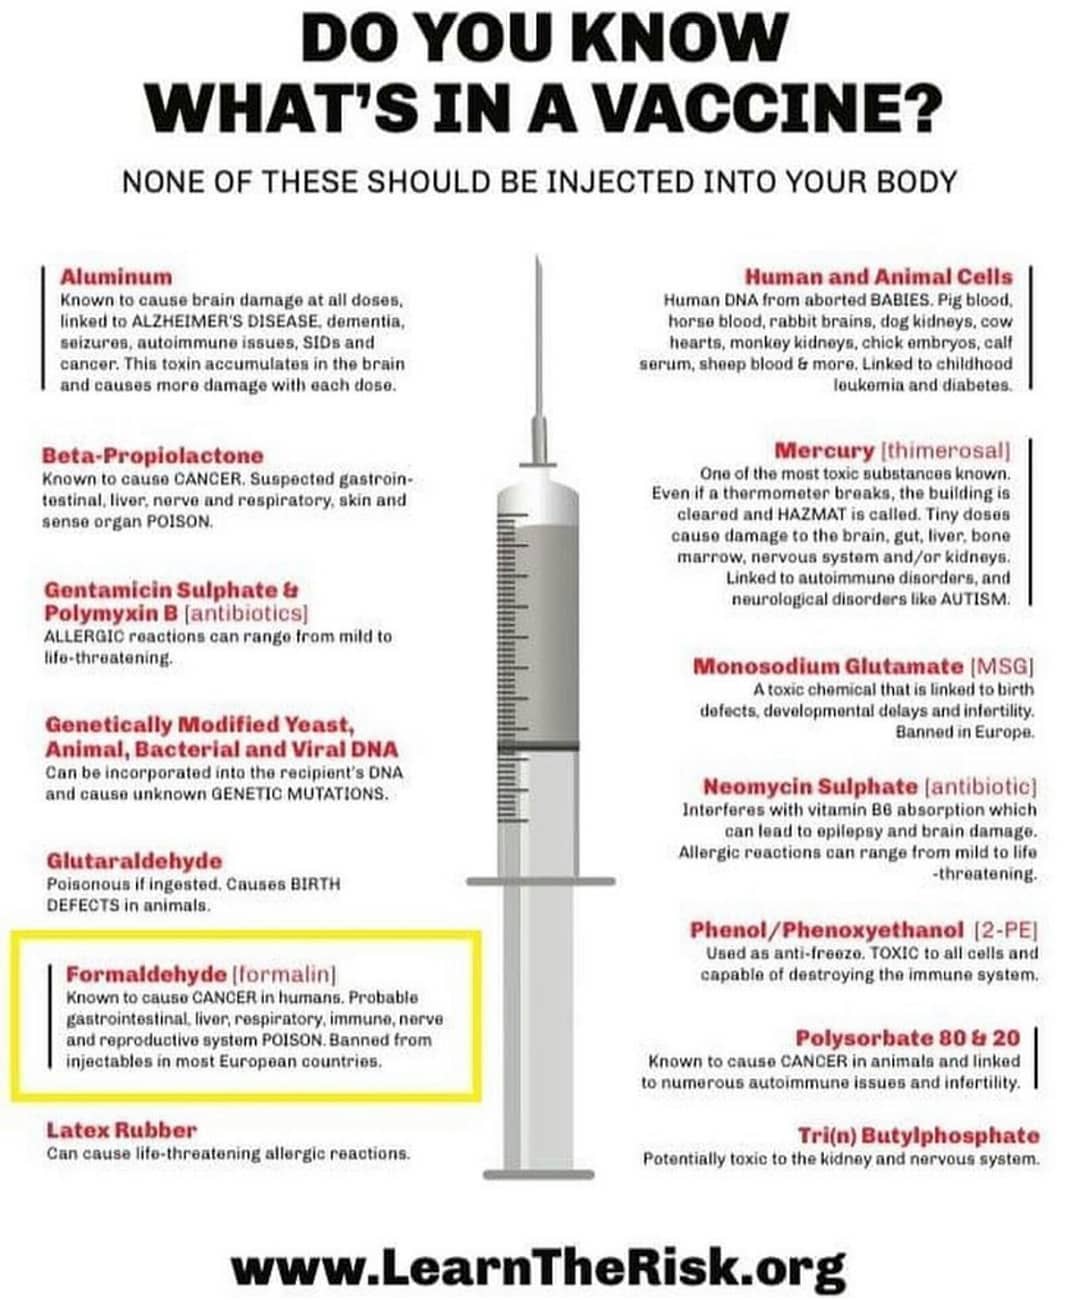 DO YOU KNOW
WHAT'S IN A VACCINE?
NONE OF THESE SHOULD BE INJECTED INTO YOUR BODY
Aluminum
Known to cause brain damage at all doses,
linked to ALZHEIMER'S DISEASE, dementia,
seizures, autoimmune issues, SIDs and
cancer. This toxin accumulates in the brain
and causes more damage with each dose.
Beta-Propiolactone
Known to cause CANCER. Suspected gastroin-
testinal, liver, nerve and respiratory, skin and
sense organ POISON.
Gentamicin Sulphate &
Polymyxin B [antibiotics]
ALLERGIC reactions can range from mild to
life-threatening.
Genetically Modified Yeast,
Animal, Bacterial and Viral DNA
Can be incorporated into the recipient's DNA
and cause unknown GENETIC MUTATIONS.
Glutaraldehyde
Poisonous if ingested. Causes BIRTH
DEFECTS in animals.
Formaldehyde [formalin]
Known to cause CANCER in humans. Probable
gastrointestinal, liver, respiratory, immune, nerve
and reproductive system POISON. Banned from
injectables in most European countries.
Latex Rubber
Can cause life-threatening allergic reactions.
Human and Animal Cells
Human DNA from aborted BABIES. Pig blood,
horse blood, rabbit brains, dog kidneys, cow
hearts, monkey kidneys, chick embryos, calf
serum, sheep blood & more. Linked to childhood
leukemia and diabetes.
Mercury [thimerosal]
One of the most toxic substances known.
Even if a thermometer breaks, the building is
cleared and HAZMAT is called. Tiny doses
cause damage to the brain, gut, liver, bone
marrow, nervous system and/or kidneys.
Linked to autoimmune disorders, and
neurological disorders like AUTISM.
Monosodium Glutamate [MSG]
A toxic chemical that is linked to birth
defects, developmental delays and infertility.
Banned in Europe.
Neomycin Sulphate [antibiotic]
Interferes with vitamin B6 absorption which
can lead to epilepsy and brain damage.
Allergic reactions can range from mild to life
-threatening.
Phenol/Phenoxyethanol [2-PE]
Used as anti-freeze. TOXIC to all cells and
capable of destroying the immune system.
Polysorbate 80 & 20
Known to cause CANCER in animals and linked
to numerous autoimmune issues and infertility.
Tri(n) Butylphosphate
Potentially toxic to the kidney and nervous system.
www.LearnTheRisk.org